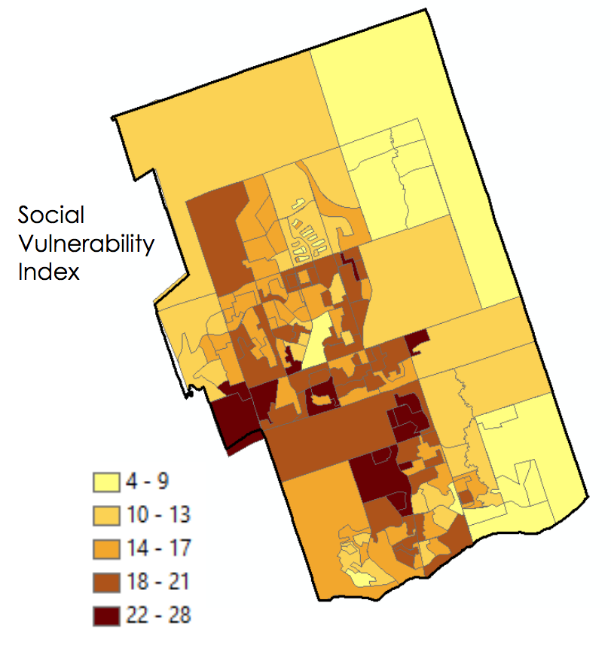 Social
Vulnerability
Index
4 - 9
10 - 13
14 - 17
18 - 21
22 - 28